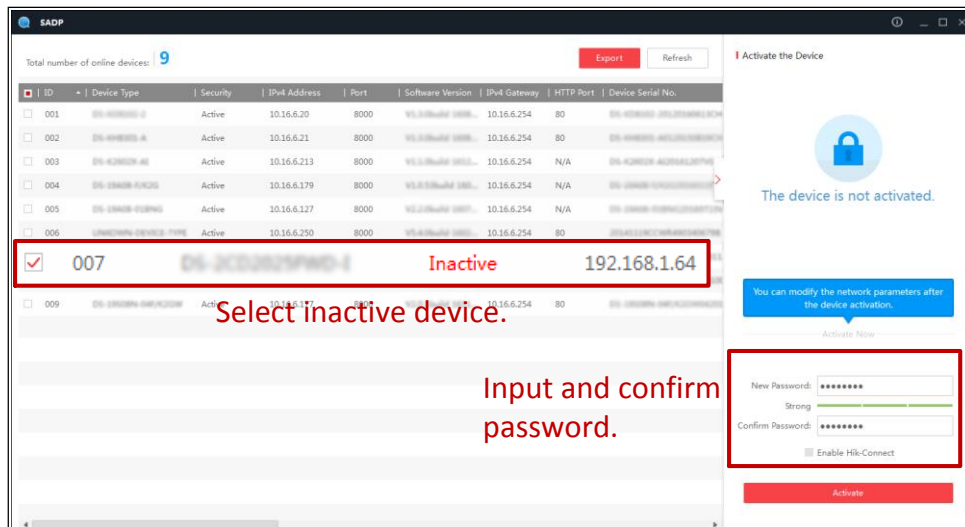 SADP
Total number of online devices: 9
Export
Refresh
ID | Device Type | Security | IPv4 Address | Port | Software Version | IPv4 Gateway | HTTP Port | Device Serial No.
001 Active 10.16.6.20 8000 10.16.6.254 80
002 Active 10.16.6.21 8000 10.16.6.254 80
003 Active 10.16.6.213 8000 10.16.6.254 N/A
004 Active 10.16.6.179 8000 10.16.6.254 N/A
005 Active 10.16.6.127 8000 10.16.6.254 N/A
006 Active 10.16.6.250 8000 10.16.6.254 80
007 Inactive 192.168.1.64
009 10.16.6.254 80
Select inactive device.
Input and confirm
password.
Activate the Device
The device is not activated.
You can modify the network parameters after
the device activation.
Activate Now
New Password:
Strong
Confirm Password:
Enable Hik-Connect
Activate